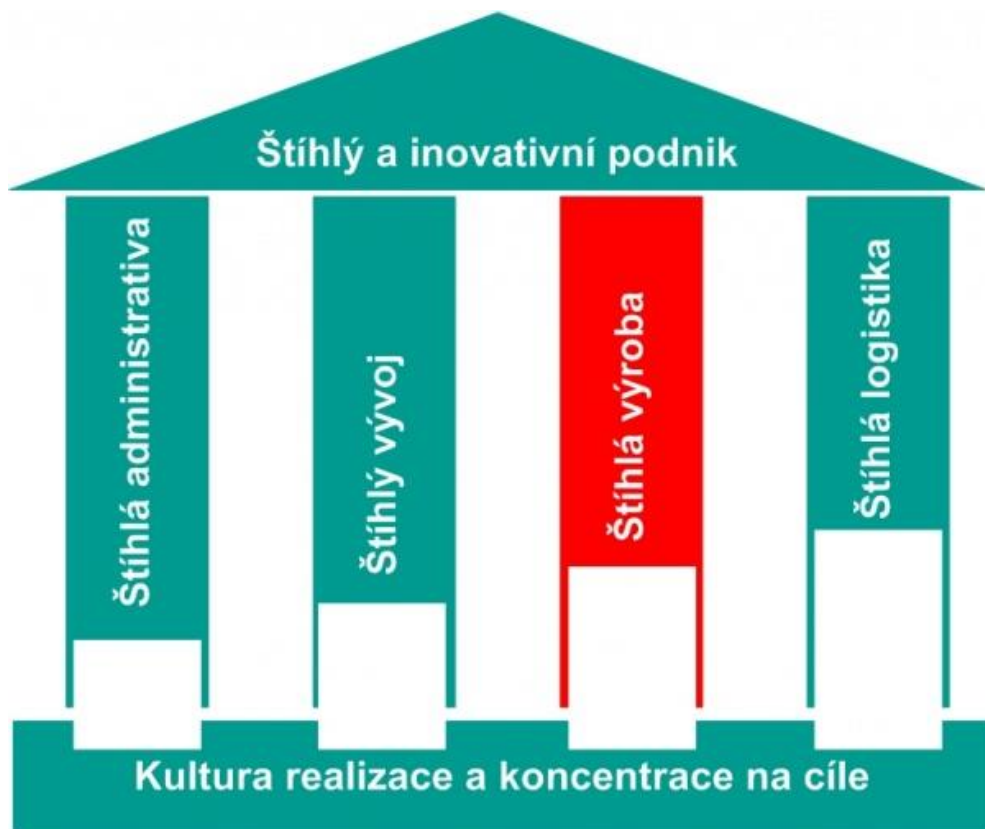 Štíhlý a inovativní podnik
Štíhlá administrativa
Štíhlý vývoj
Štíhlá výroba
Štíhlá logistika
Kultura realizace a koncentrace na cíle